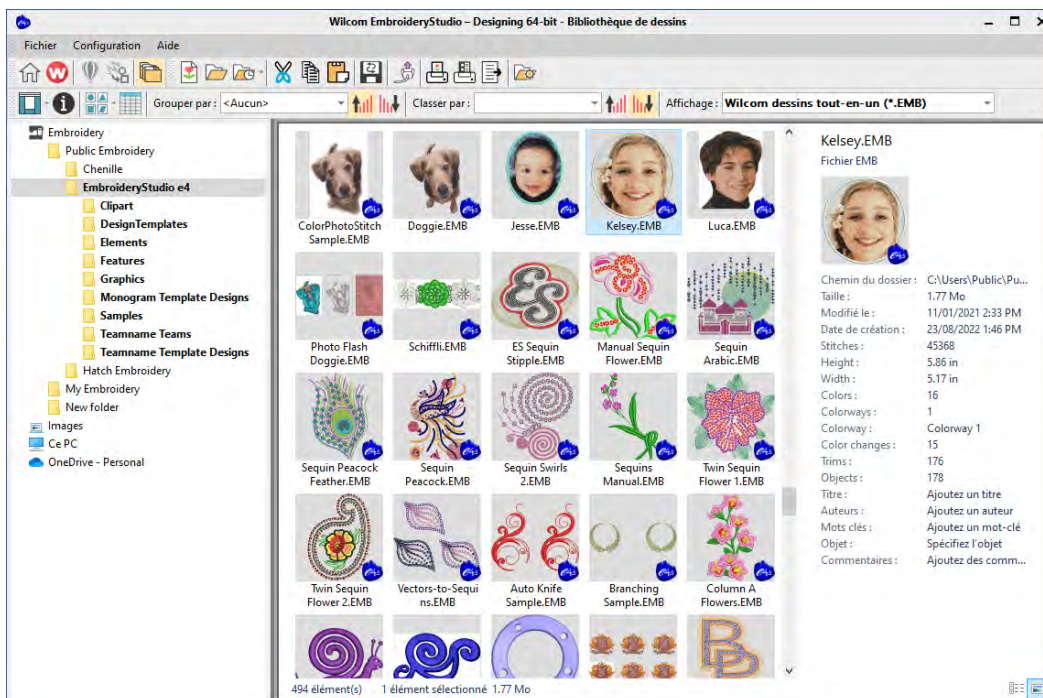 Wilcom EmbroideryStudio – Designing 64-bit - Bibliothèque de dessins
Fichier Configuration Aide
Grouper par : <Aucun> Classer par : Affichage : Wilcom dessins tout-en-un (*.EMB)
Embroidery
Public Embroidery
Chenille
EmbroideryStudio e4
Clipart
DesignTemplates
Elements
Features
Graphics
Monogram Template Designs
Samples
Teamname Teams
Teamname Template Designs
Hatch Embroidery
My Embroidery
New folder
Images
Ce PC
OneDrive - Personal
ColorPhotoStitch
Sample.EMB
Doggie.EMB
Jesse.EMB
Kelsey.EMB
Luca.EMB
Photo Flash
Doggie.EMB
Schiffli.EMB
ES Sequin
Stipple.EMB
Manual Sequin
Flower.EMB
Sequin
Arabic.EMB
Sequin Peacock
Feather.EMB
Sequin
Peacock.EMB
Sequin Swirls
2.EMB
Sequins
Manual.EMB
Twin Sequin
Flower 1.EMB
Twin Sequin
Flower 2.EMB
Vectors-to-Sequi
ns.EMB
Auto Knife
Sample.EMB
Branching
Sample.EMB
Column A
Flowers.EMB
Kelsey.EMB
Fichier EMB
Chemin du dossier : C:\Users\Public\Pu...
Taille : 1.77 Mo
Modifié le : 11/01/2021 2:33 PM
Date de création : 23/08/2022 1:46 PM
Stitches : 45368
Height : 5.86 in
Width : 5.17 in
Colors : 16
Colorways : 1
Colorway : Colorway 1
Color changes : 15
Trims : 176
Objects : 178
Titre : Ajoutez un titre
Auteurs : Ajoutez un auteur
Mots clés : Ajoutez un mot-clé
Objet : Spécifiez l'objet
Commentaires : Ajoutez des comm...
494 élément(s) 1 élément sélectionné 1.77 Mo